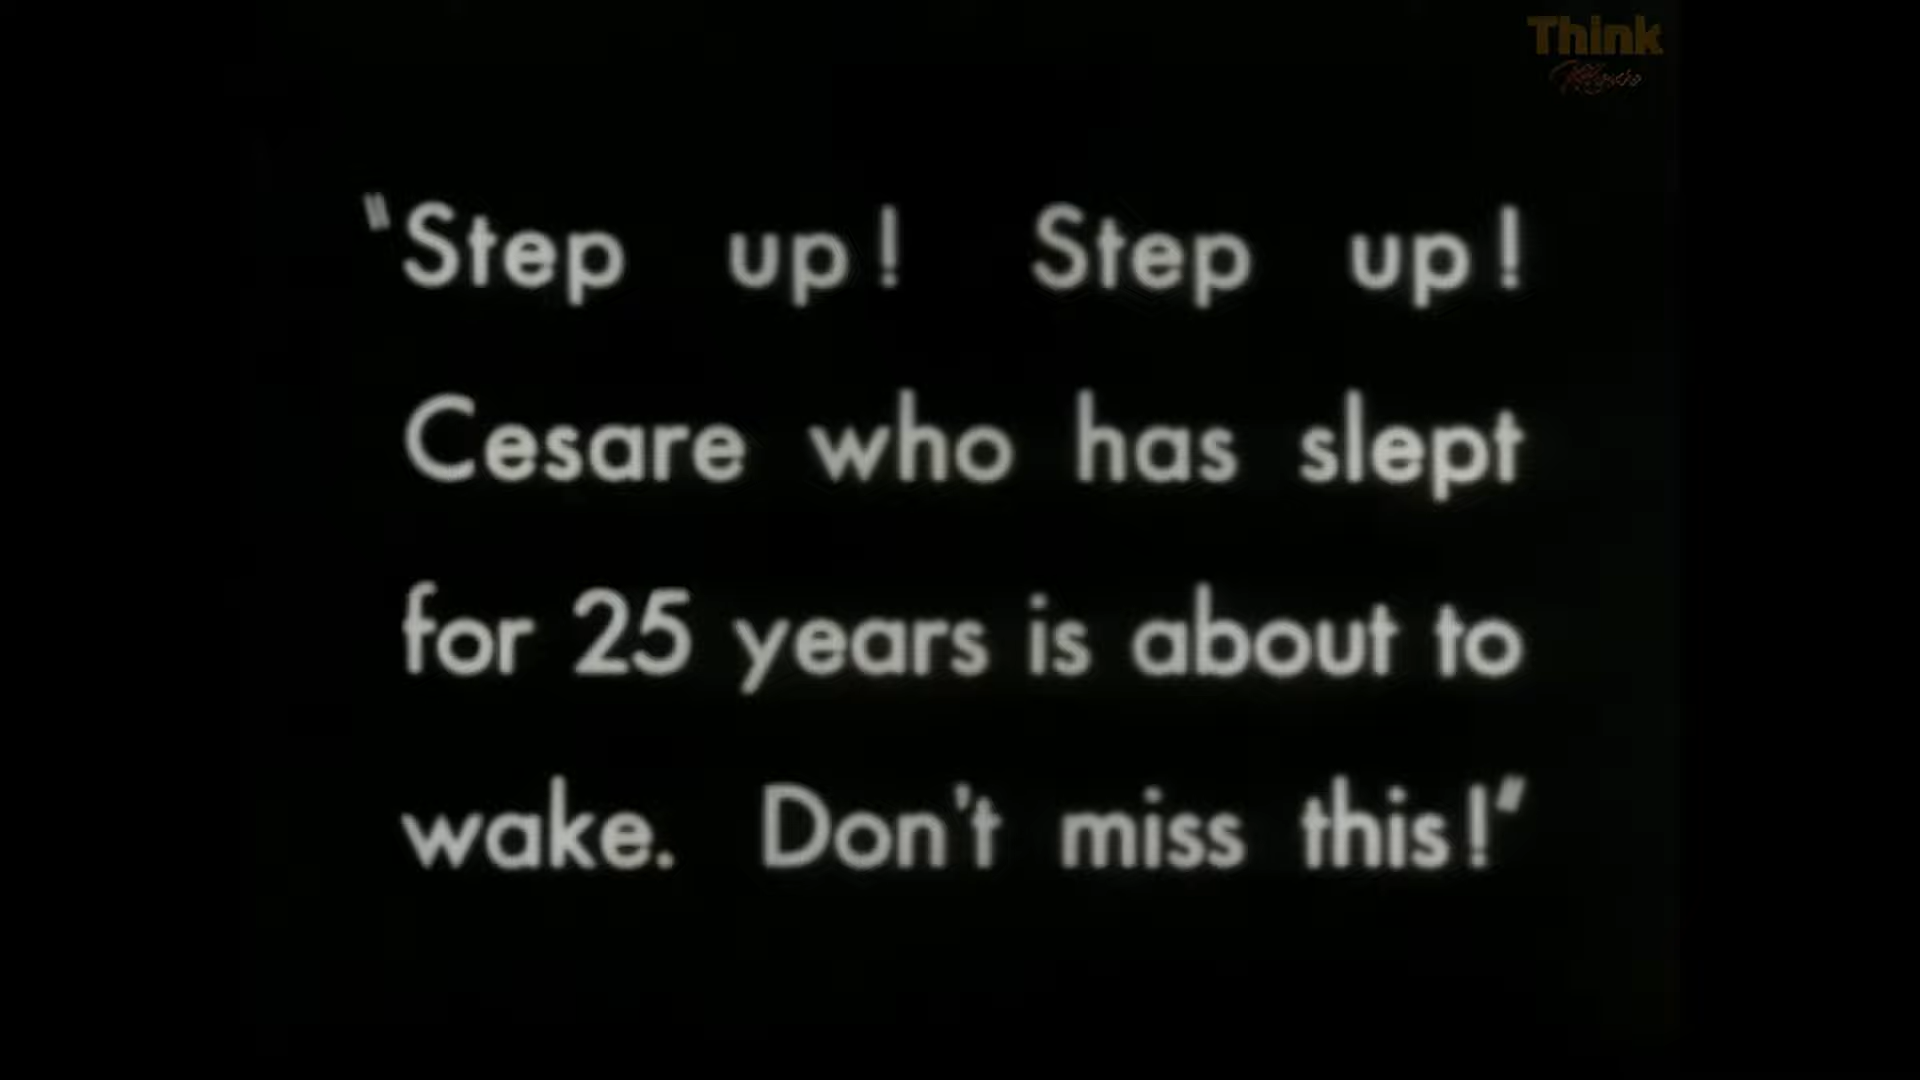 Think
"Step up! Step up!
Cesare who has slept
for 25 years is about to
wake. Don't miss this!"